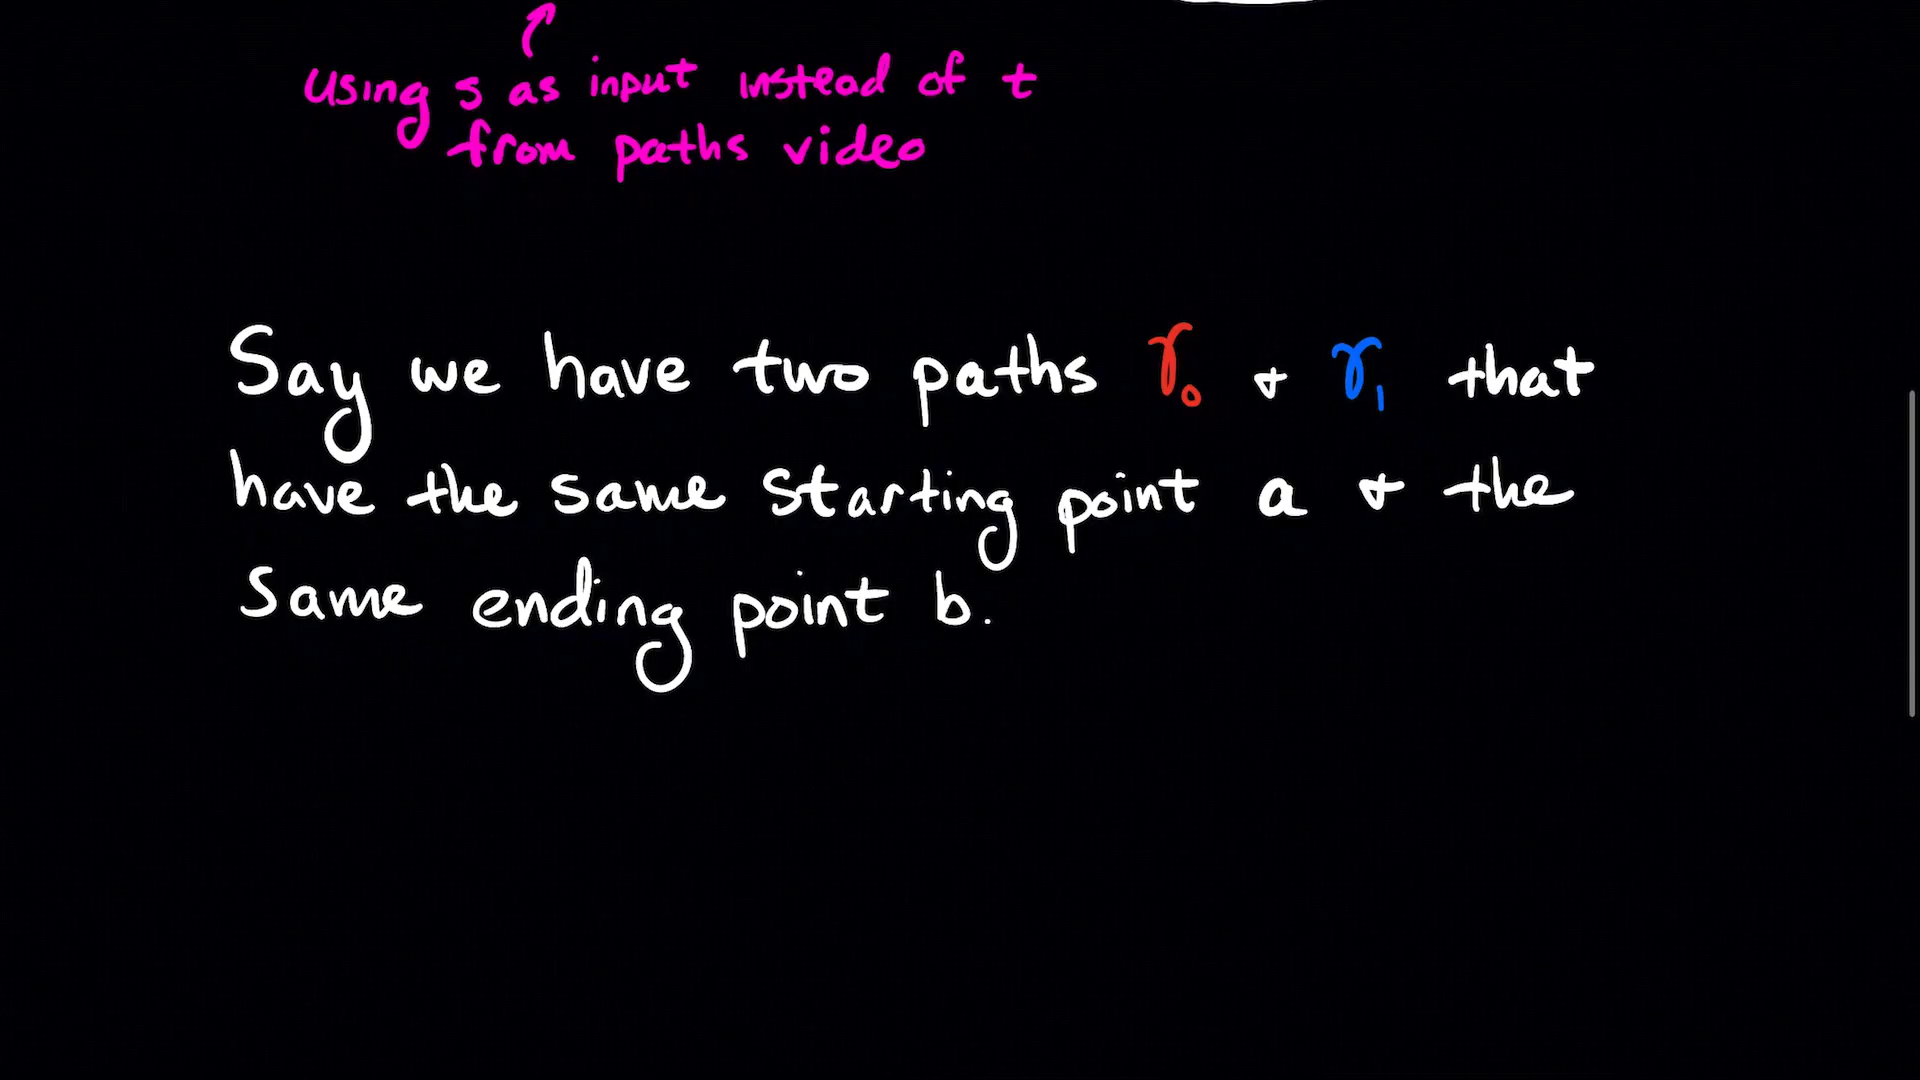 using s as input instead of t
from paths video
Say we have two paths γ₀ & γ₁ that
have the same starting point a & the
same ending point b.